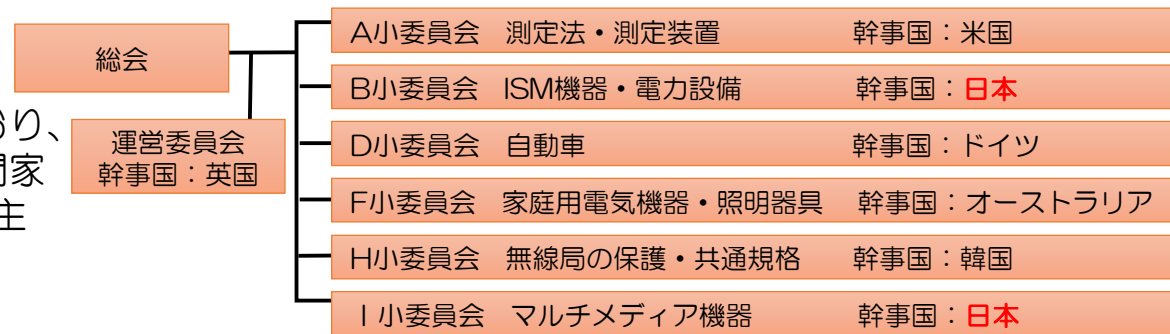 総会
おり、
門家
主
運営委員会
幹事国：英国
A小委員会　測定法・測定装置　幹事国：米国
B小委員会　ISM機器・電力設備　幹事国：日本
D小委員会　自動車　幹事国：ドイツ
F小委員会　家庭用電気機器・照明器具　幹事国：オーストラリア
H小委員会　無線局の保護・共通規格　幹事国：韓国
I小委員会　マルチメディア機器　幹事国：日本